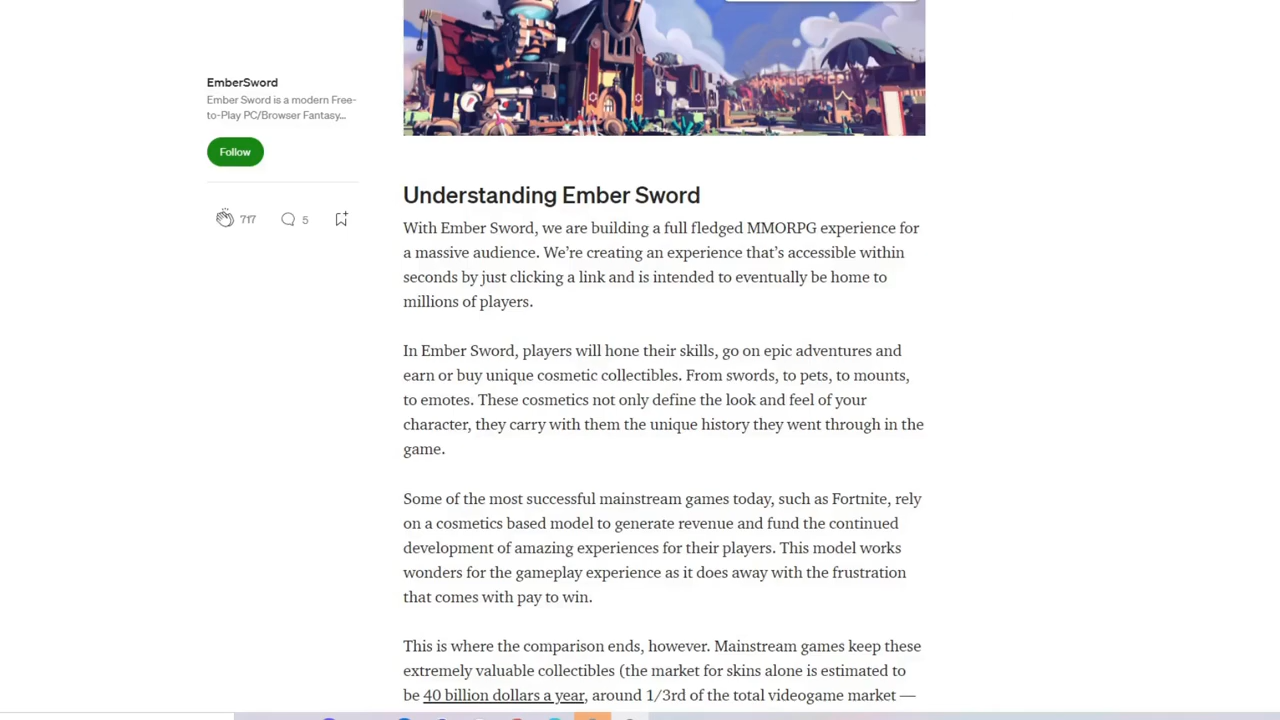 EmberSword
Ember Sword is a modern Free-
to-Play PC/Browser Fantasy...
Follow
717
5
Understanding Ember Sword
With Ember Sword, we are building a full fledged MMORPG experience for
a massive audience. We’re creating an experience that’s accessible within
seconds by just clicking a link and is intended to eventually be home to
millions of players.
In Ember Sword, players will hone their skills, go on epic adventures and
earn or buy unique cosmetic collectibles. From swords, to pets, to mounts,
to emotes. These cosmetics not only define the look and feel of your
character, they carry with them the unique history they went through in the
game.
Some of the most successful mainstream games today, such as Fortnite, rely
on a cosmetics based model to generate revenue and fund the continued
development of amazing experiences for their players. This model works
wonders for the gameplay experience as it does away with the frustration
that comes with pay to win.
This is where the comparison ends, however. Mainstream games keep these
extremely valuable collectibles (the market for skins alone is estimated to
be 40 billion dollars a year, around 1/3rd of the total videogame market —